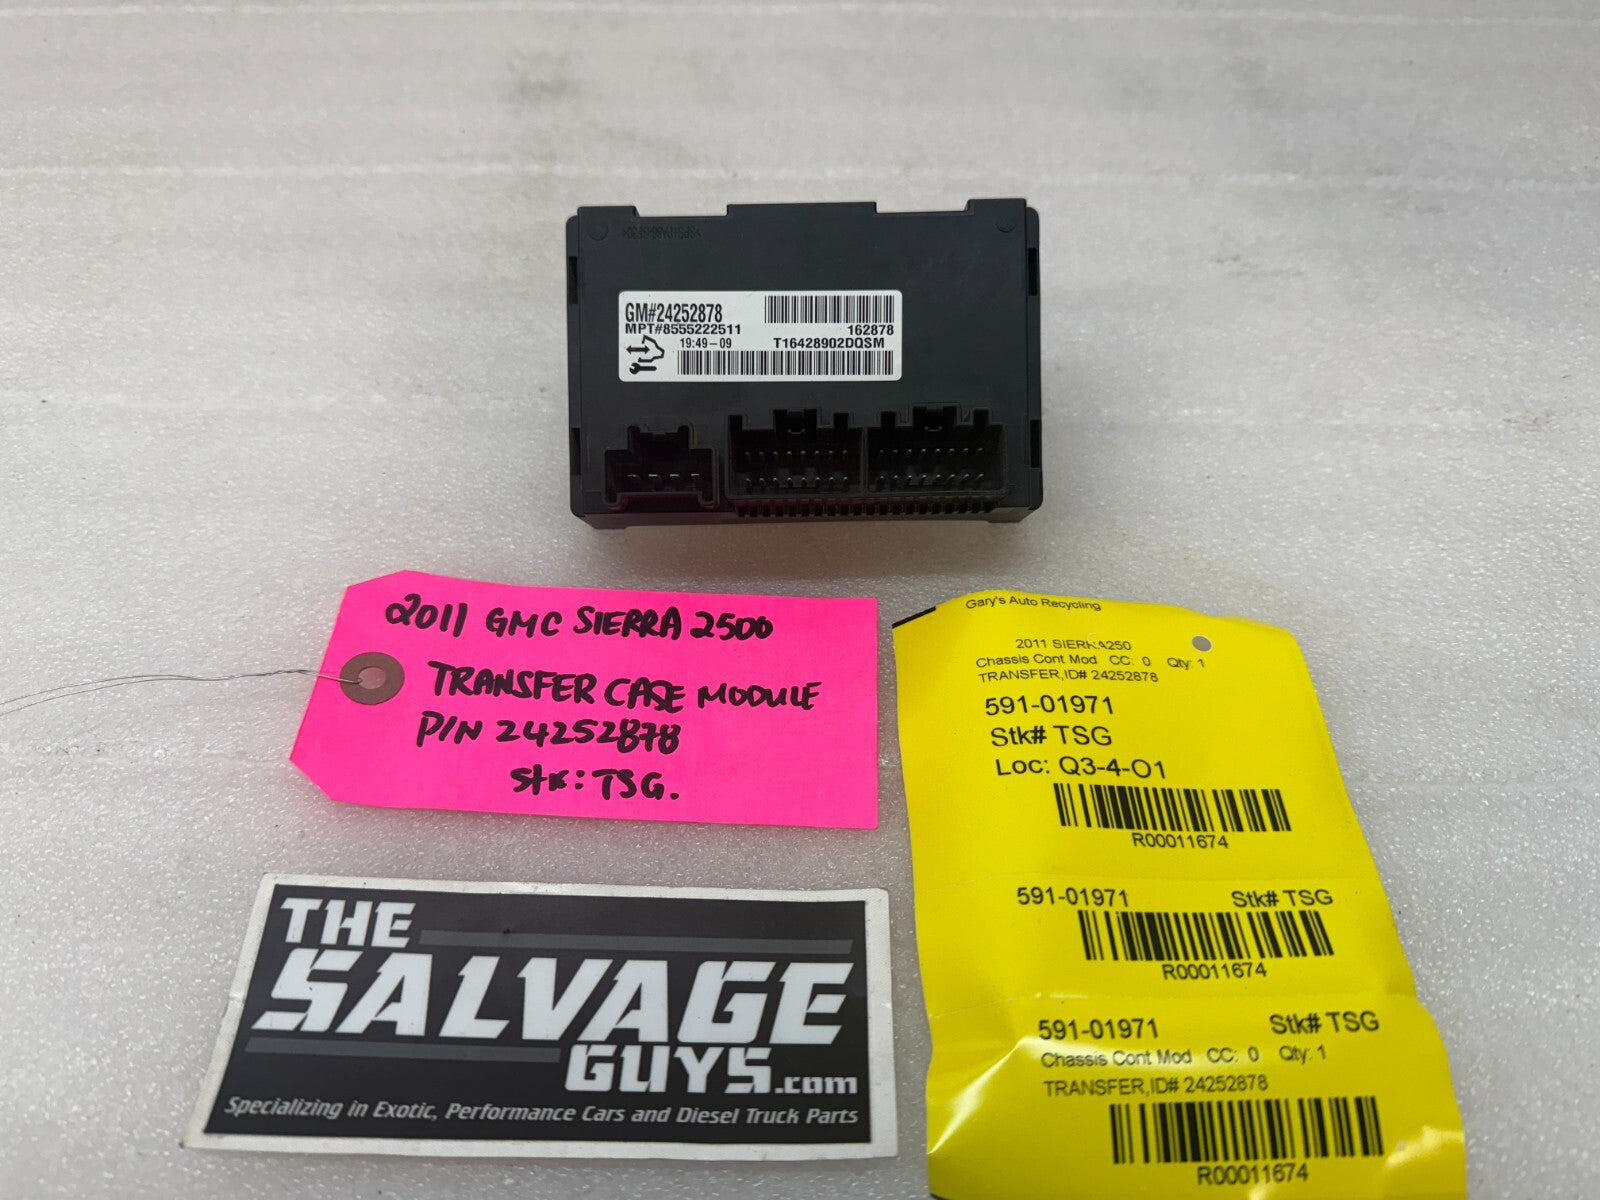 GM#24252878
MPT#8555222511
162878
19:49-09
T16428902DQSM
2011 GMC SIERRA 2500
TRANSFER CASE MODULE
P/N 24252878
Stk: TSG.
Gary's Auto Recycling
2011 SIERRA250
Chassis Cont Mod CC: 0 Qty: 1
TRANSFER,ID# 24252878
591-01971
Stk# TSG
Loc: Q3-4-O1
R00011674
591-01971 Stk# TSG
R00011674
591-01971 Stk# TSG
Chassis Cont Mod CC: 0 Qty: 1
TRANSFER,ID# 24252878
R00011674
THE
SALVAGE
GUYS.com
Specializing in Exotic, Performance Cars and Diesel Truck Parts